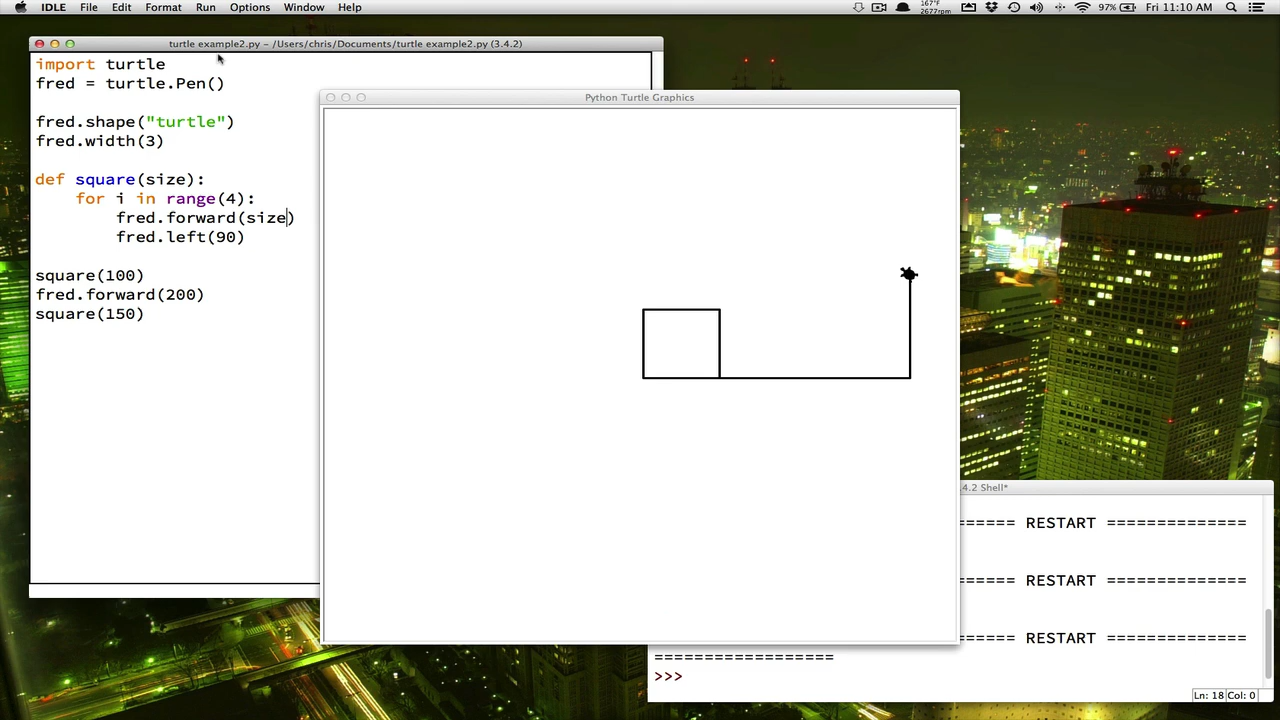 IDLE File Edit Format Run Options Window Help 167°F 2677rpm 97% Fri 11:10 AM
turtle example2.py – /Users/chris/Documents/turtle example2.py (3.4.2)
import turtle
fred = turtle.Pen()
fred.shape("turtle")
fred.width(3)
def square(size):
for i in range(4):
fred.forward(size)
fred.left(90)
square(100)
fred.forward(200)
square(150)
Python Turtle Graphics
4.2 Shell*
====== RESTART ==============
====== RESTART ==============
====== RESTART ==============
=================
>>>
Ln: 18 Col: 0